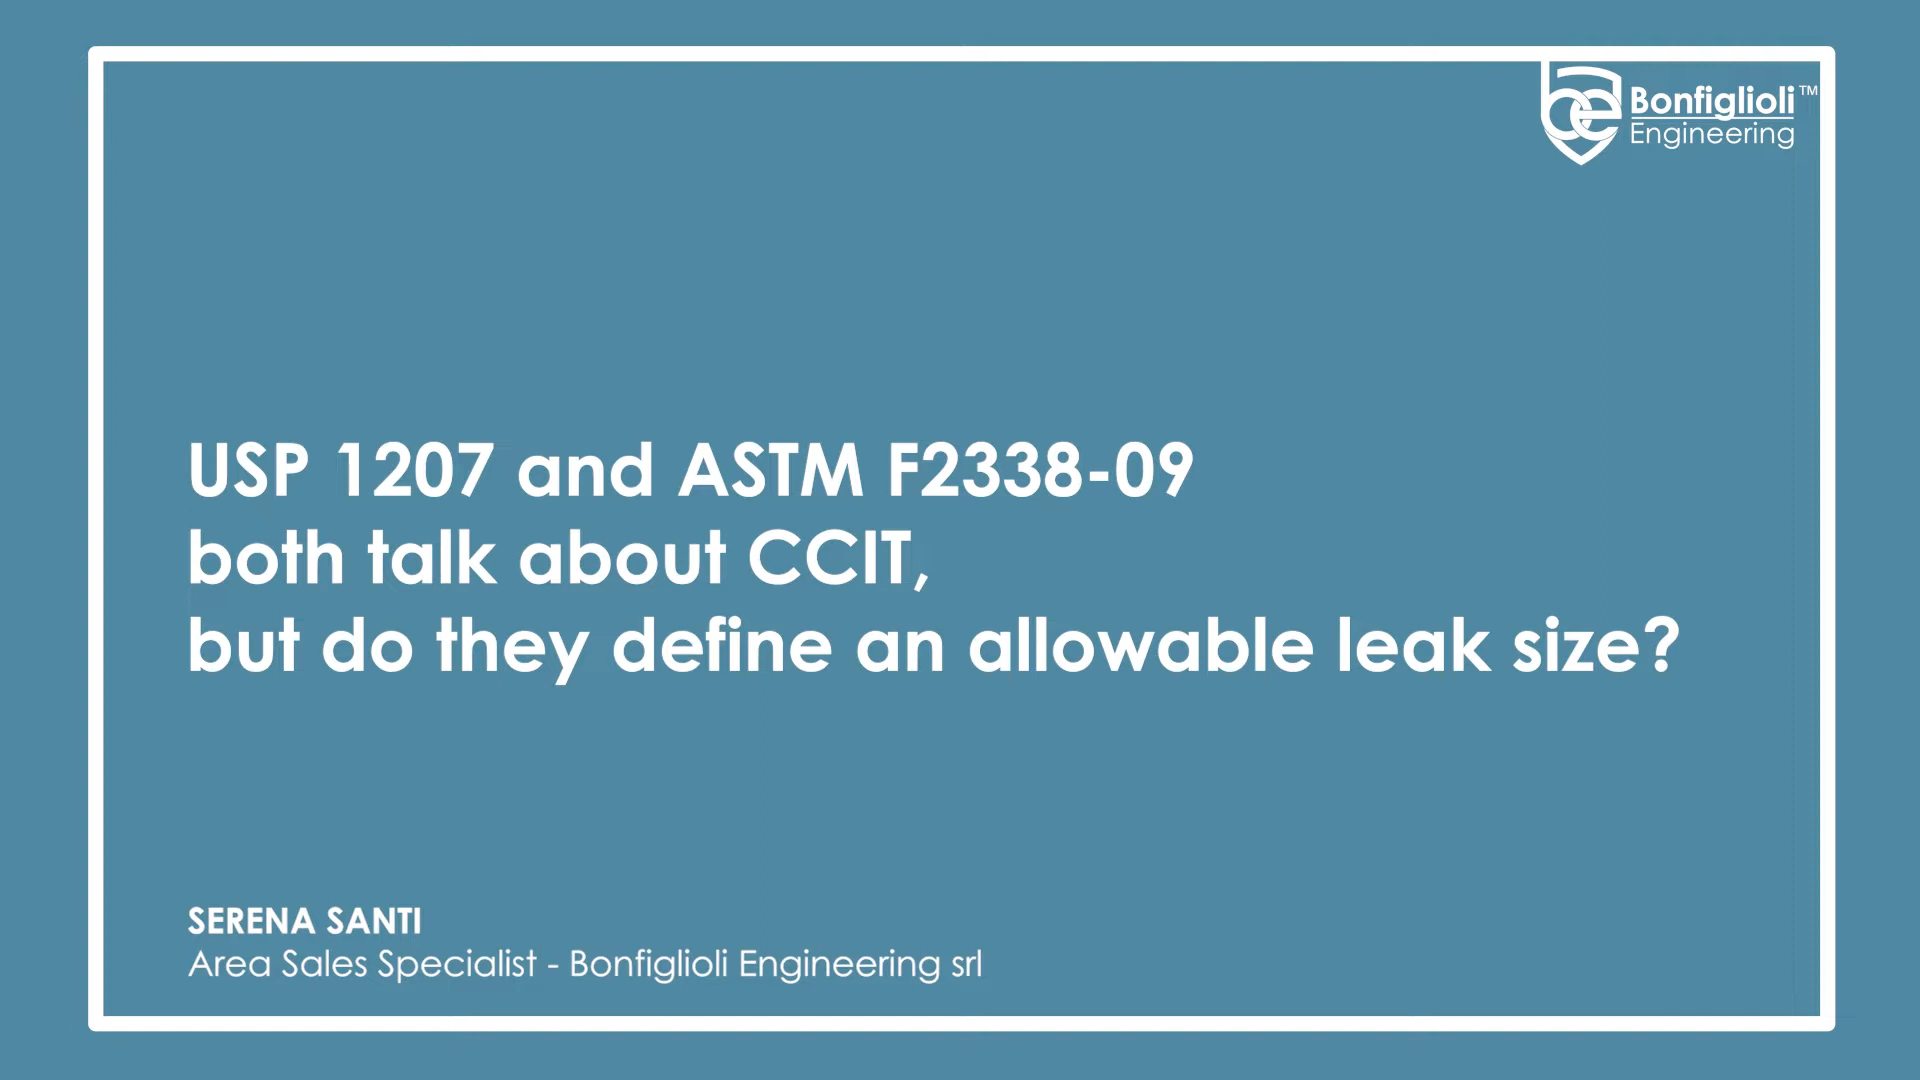 be Bonfiglioli™
Engineering
USP 1207 and ASTM F2338-09
both talk about CCIT,
but do they define an allowable leak size?
SERENA SANTI
Area Sales Specialist - Bonfiglioli Engineering srl